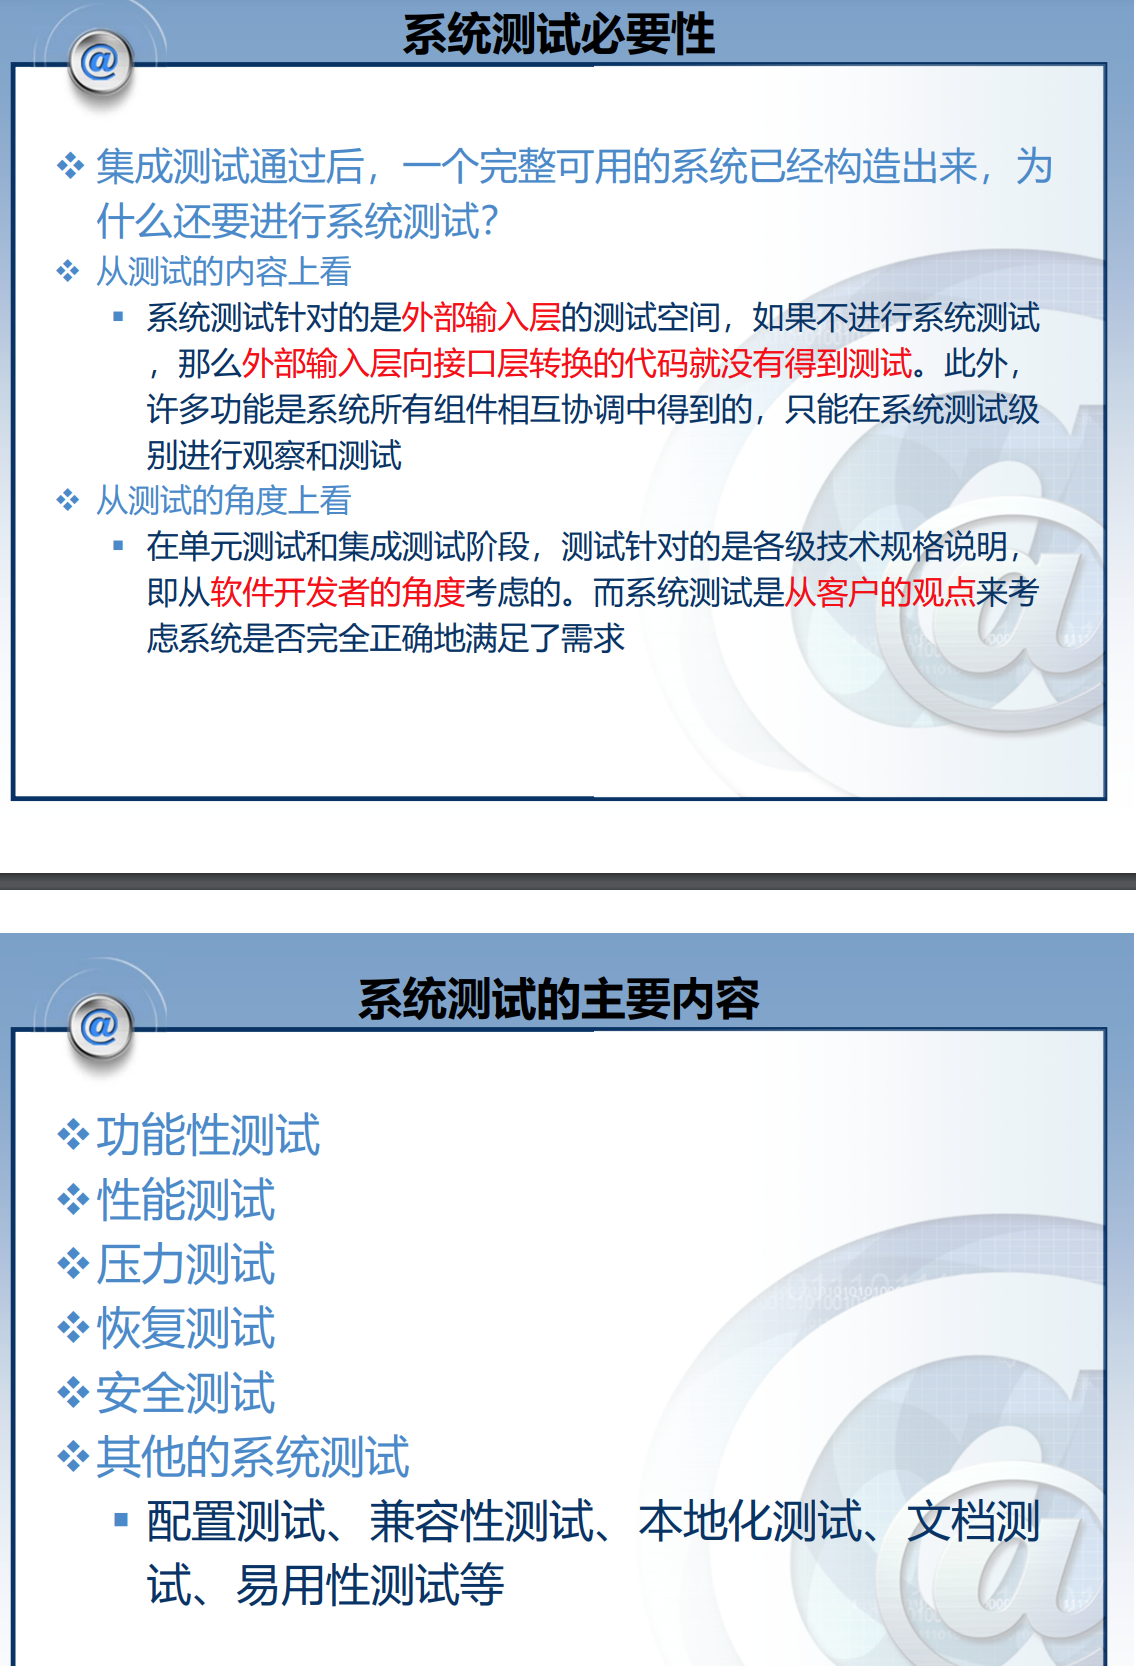 系统测试必要性
@
集成测试通过后，一个完整可用的系统已经构造出来，为
什么还要进行系统测试？
从测试的内容上看
系统测试针对的是外部输入层的测试空间，如果不进行系统测试
，那么外部输入层向接口层转换的代码就没有得到测试。此外，
许多功能是系统所有组件相互协调中得到的，只能在系统测试级
别进行观察和测试
从测试的角度上看
在单元测试和集成测试阶段，测试针对的是各级技术规格说明，
即从软件开发者的角度考虑的。而系统测试是从客户的观点来考
虑系统是否完全正确地满足了需求
系统测试的主要内容
@
功能性测试
性能测试
压力测试
恢复测试
安全测试
其他的系统测试
配置测试、兼容性测试、本地化测试、文档测
试、易用性测试等